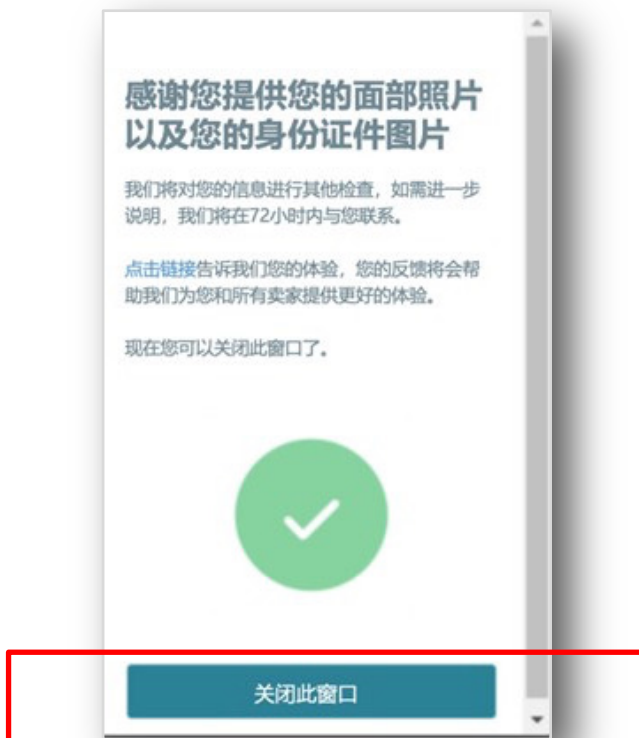 感谢您提供您的面部照片
以及您的身份证件图片
我们将对您的信息进行其他检查，如需进一步
说明，我们将在72小时内与您联系。
点击链接告诉我们您的体验，您的反馈将会帮
助我们为您和所有卖家提供更好的体验。
现在您可以关闭此窗口了。
关闭此窗口